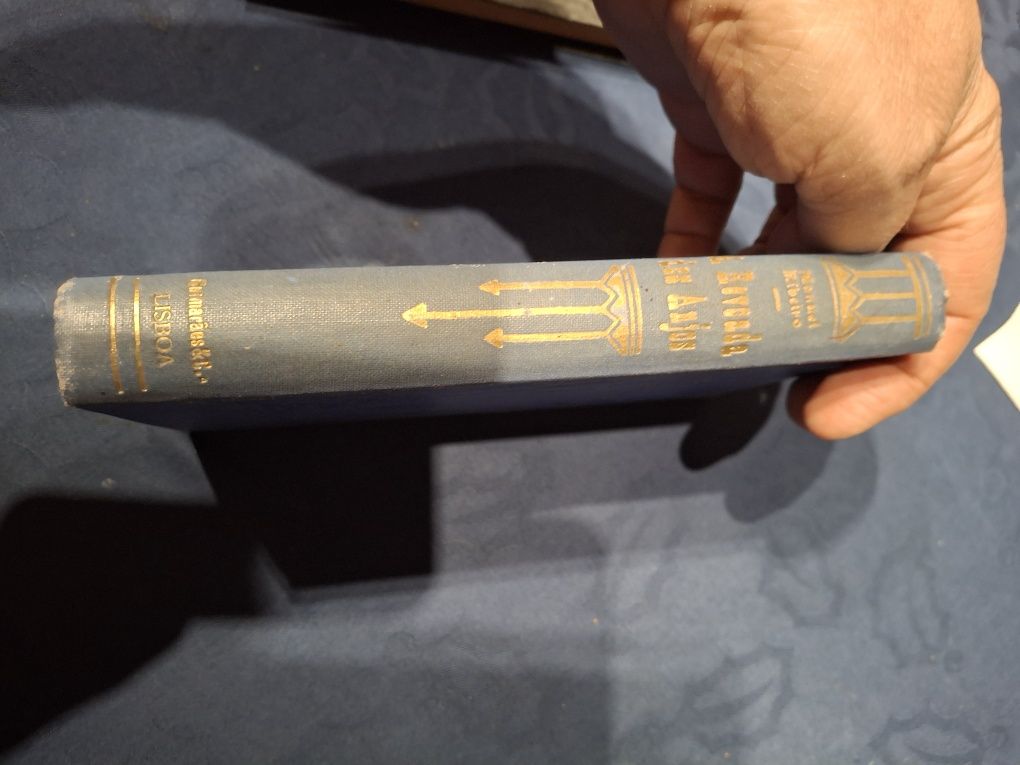 Manuel
Ribeiro
A Revoada
dos Anjos
Guimarães & C.ª
LISBOA